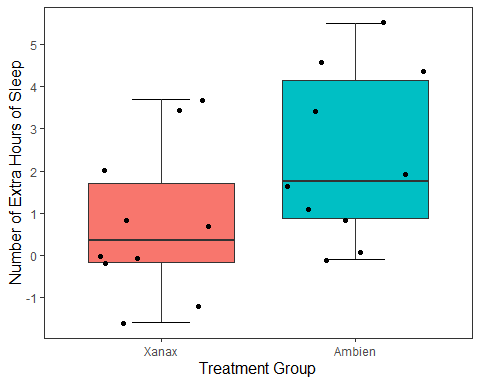 Number of Extra Hours of Sleep
5
4
3
2
1
0
-1
Xanax
Ambien
Treatment Group